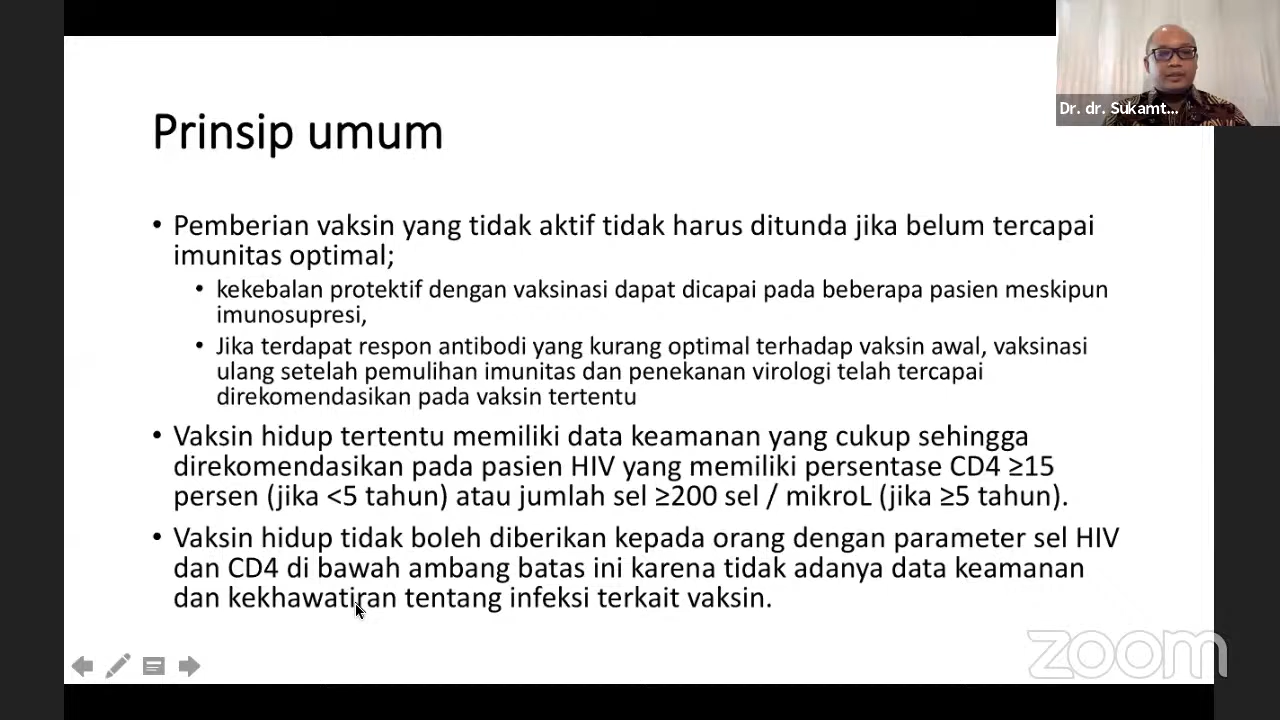 Dr. dr. Sukamt...
Prinsip umum
• Pemberian vaksin yang tidak aktif tidak harus ditunda jika belum tercapai
imunitas optimal;
• kekebalan protektif dengan vaksinasi dapat dicapai pada beberapa pasien meskipun
imunosupresi,
• Jika terdapat respon antibodi yang kurang optimal terhadap vaksin awal, vaksinasi
ulang setelah pemulihan imunitas dan penekanan virologi telah tercapai
direkomendasikan pada vaksin tertentu
• Vaksin hidup tertentu memiliki data keamanan yang cukup sehingga
direkomendasikan pada pasien HIV yang memiliki persentase CD4 ≥15
persen (jika <5 tahun) atau jumlah sel ≥200 sel / mikroL (jika ≥5 tahun).
• Vaksin hidup tidak boleh diberikan kepada orang dengan parameter sel HIV
dan CD4 di bawah ambang batas ini karena tidak adanya data keamanan
dan kekhawatiran tentang infeksi terkait vaksin.
zoom